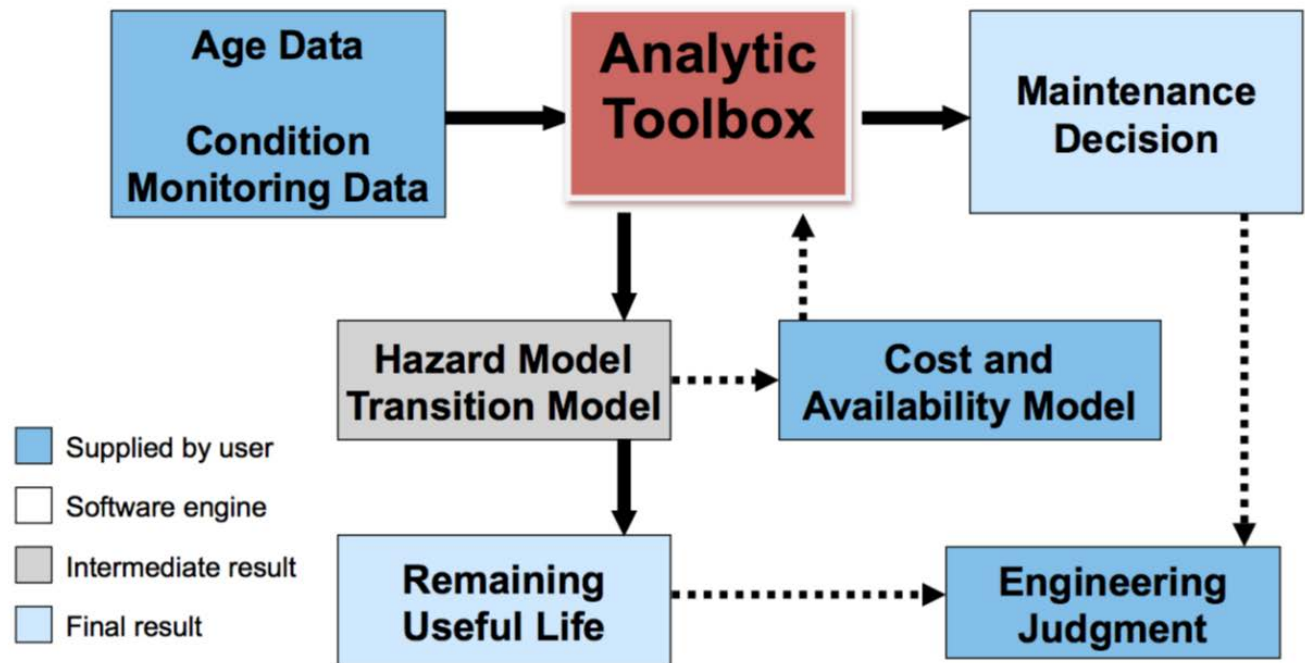 Age Data
Condition
Monitoring Data
Analytic
Toolbox
Maintenance
Decision
Hazard Model
Transition Model
Cost and
Availability Model
Supplied by user
Software engine
Intermediate result
Final result
Remaining
Useful Life
Engineering
Judgment